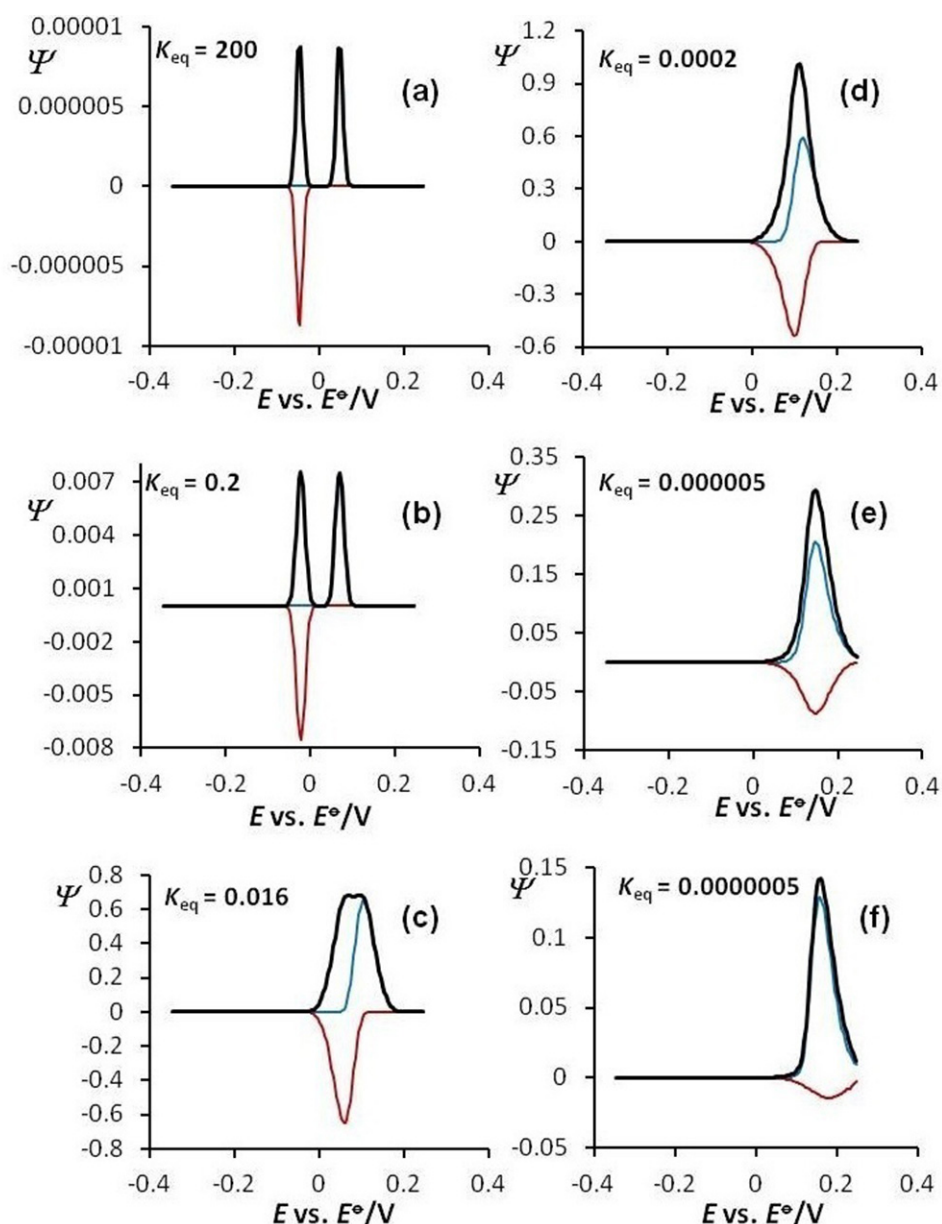 0.00001
Ψ
K_eq = 200
(a)
0.000005
0
-0.000005
-0.00001
-0.4 -0.2 0 0.2 0.4
E vs. E⦵/V
1.2
Ψ
K_eq = 0.0002
(d)
0.9
0.6
0.3
0
-0.3
-0.6
-0.4 -0.2 0 0.2 0.4
E vs. E⦵/V
0.007
Ψ
K_eq = 0.2
(b)
0.004
0.001
-0.002
-0.005
-0.008
-0.4 -0.2 0 0.2 0.4
E vs. E⦵/V
0.35
Ψ
K_eq = 0.000005
(e)
0.25
0.15
0.05
-0.05
-0.15
-0.4 -0.2 0 0.2 0.4
E vs. E⦵/V
0.8
Ψ
K_eq = 0.016
(c)
0.6
0.4
0.2
0
-0.2
-0.4
-0.6
-0.8
-0.4 -0.2 0 0.2 0.4
E vs. E⦵/V
0.15
Ψ
K_eq = 0.0000005
(f)
0.1
0.05
0
-0.05
-0.4 -0.2 0 0.2 0.4
E vs. E⦵/V